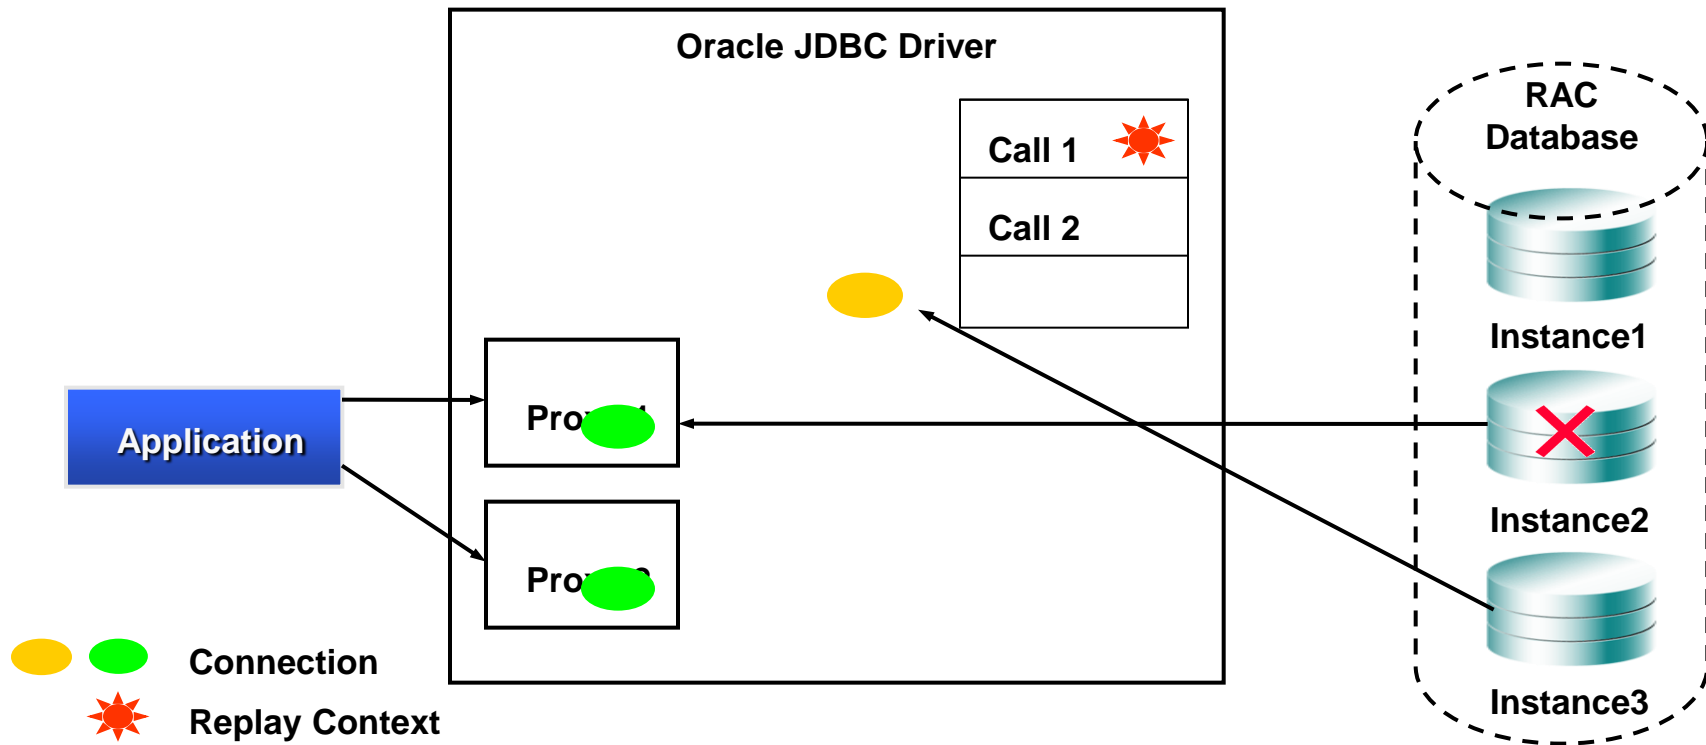 Oracle JDBC Driver
RAC
Database
Call 1
Call 2
Instance1
Application
Instance2
Connection
Replay Context
Instance3